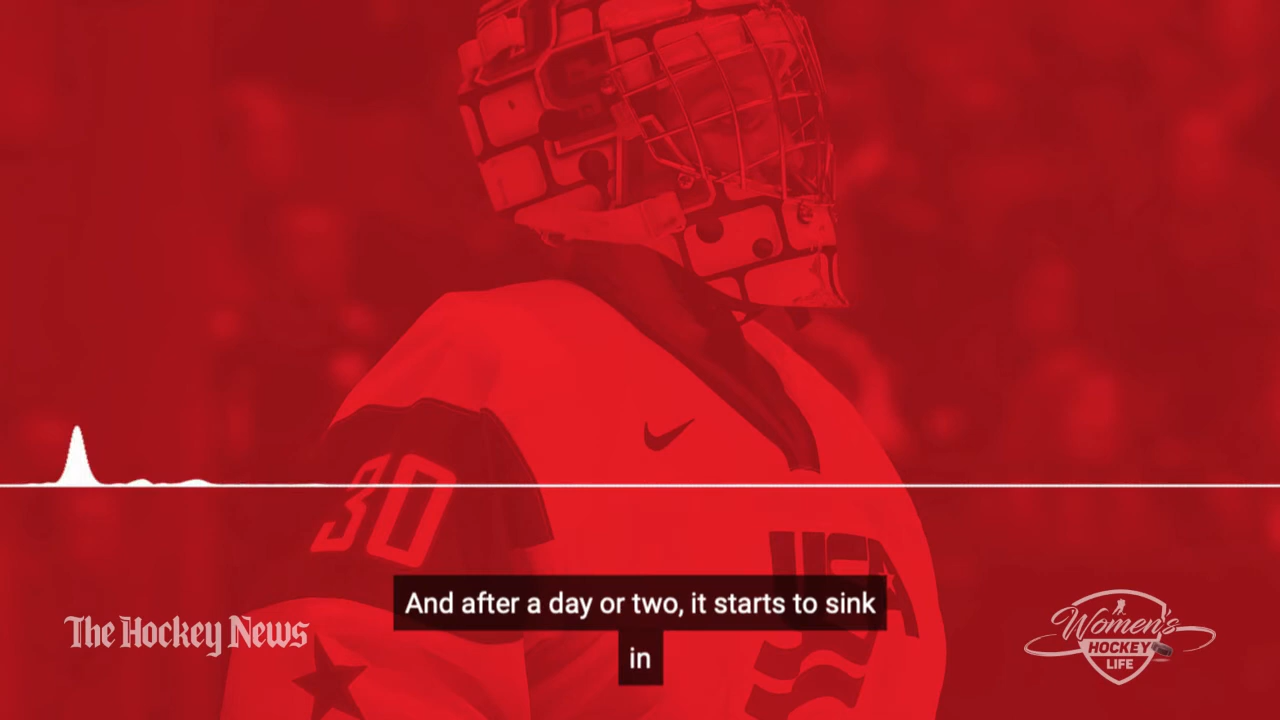 30
USA
And after a day or two, it starts to sink
in
The Hockey News
Women's
HOCKEY
LIFE